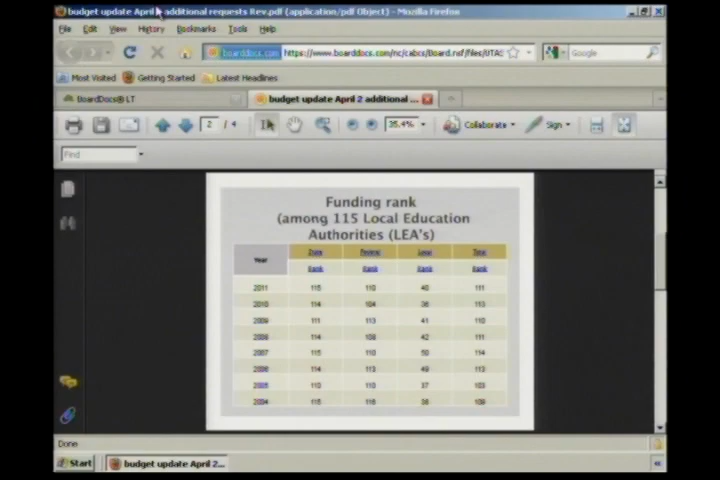 budget update April additional requests Rev.pdf (application/pdf Object) - Mozilla Firefox
File Edit View History Bookmarks Tools Help
boarddocs.com https://www.boarddocs.com/nc/cabcs/Board.nsf/files/ Google
Most Visited Getting Started Latest Headlines
BoardDocs® LT budget update April 2 additional ...
2 / 4 35.4% Collaborate Sign
Find
Funding rank
(among 115 Local Education
Authorities (LEA's)
Year State Federal Local Total
Rank Rank Rank Rank
2011 115 110 40 111
2010 114 104 36 113
2009 111 113 41 110
2008 114 108 42 111
2007 115 110 50 114
2006 114 113 49 113
2005 110 113 37 103
2004 115 38 109
Done
Start budget update April 2...